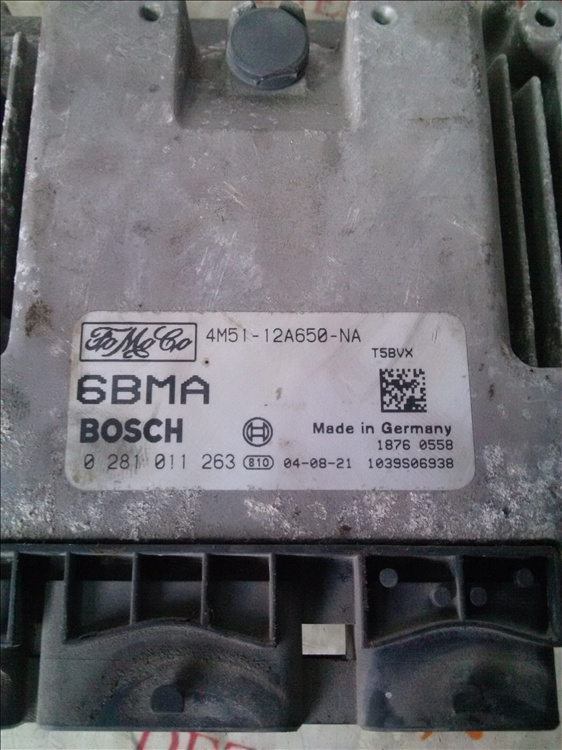 FoMoCo 4M51-12A650-NA
T5BVX
6BMA
BOSCH
Made in Germany
1876 0558
0 281 011 263 810 04-08-21 1039S06938